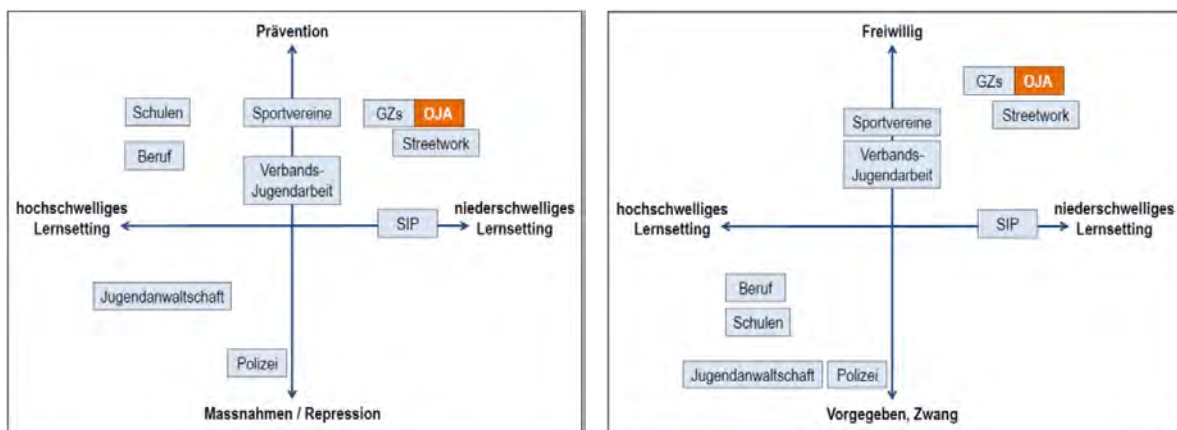 Prävention
Schulen
Sportvereine
GZs OJA
Streetwork
Beruf
Verbands-
Jugendarbeit
hochschwelliges
Lernsetting
SIP
niederschwelliges
Lernsetting
Jugendanwaltschaft
Polizei
Massnahmen / Repression
Freiwillig
GZs OJA
Streetwork
Sportvereine
Verbands-
Jugendarbeit
hochschwelliges
Lernsetting
SIP
niederschwelliges
Lernsetting
Beruf
Schulen
Jugendanwaltschaft Polizei
Vorgegeben, Zwang